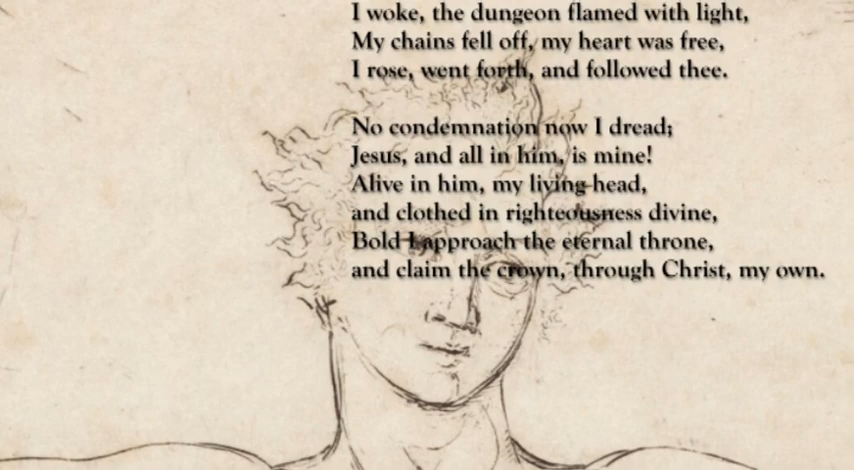 I woke, the dungeon flamed with light,
My chains fell off, my heart was free,
I rose, went forth, and followed thee.
No condemnation now I dread;
Jesus, and all in him, is mine!
Alive in him, my living head,
and clothed in righteousness divine,
Bold I approach the eternal throne,
and claim the crown, through Christ, my own.